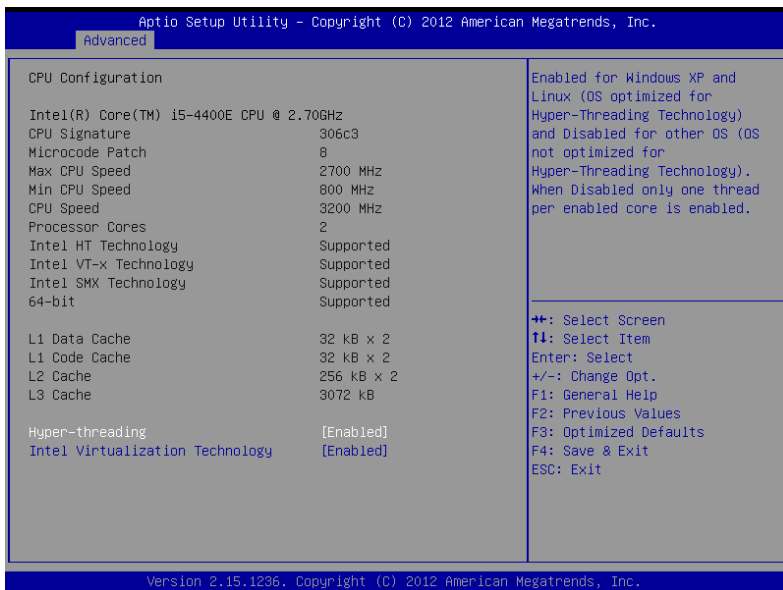 Aptio Setup Utility – Copyright (C) 2012 American Megatrends, Inc.
Advanced
CPU Configuration
Intel(R) Core(TM) i5-4400E CPU @ 2.70GHz
CPU Signature 306c3
Microcode Patch 8
Max CPU Speed 2700 MHz
Min CPU Speed 800 MHz
CPU Speed 3200 MHz
Processor Cores 2
Intel HT Technology Supported
Intel VT-x Technology Supported
Intel SMX Technology Supported
64-bit Supported
L1 Data Cache 32 kB x 2
L1 Code Cache 32 kB x 2
L2 Cache 256 kB x 2
L3 Cache 3072 kB
Hyper-threading [Enabled]
Intel Virtualization Technology [Enabled]
Enabled for Windows XP and
Linux (OS optimized for
Hyper-Threading Technology)
and Disabled for other OS (OS
not optimized for
Hyper-Threading Technology).
When Disabled only one thread
per enabled core is enabled.
→←: Select Screen
↑↓: Select Item
Enter: Select
+/-: Change Opt.
F1: General Help
F2: Previous Values
F3: Optimized Defaults
F4: Save & Exit
ESC: Exit
Version 2.15.1236. Copyright (C) 2012 American Megatrends, Inc.